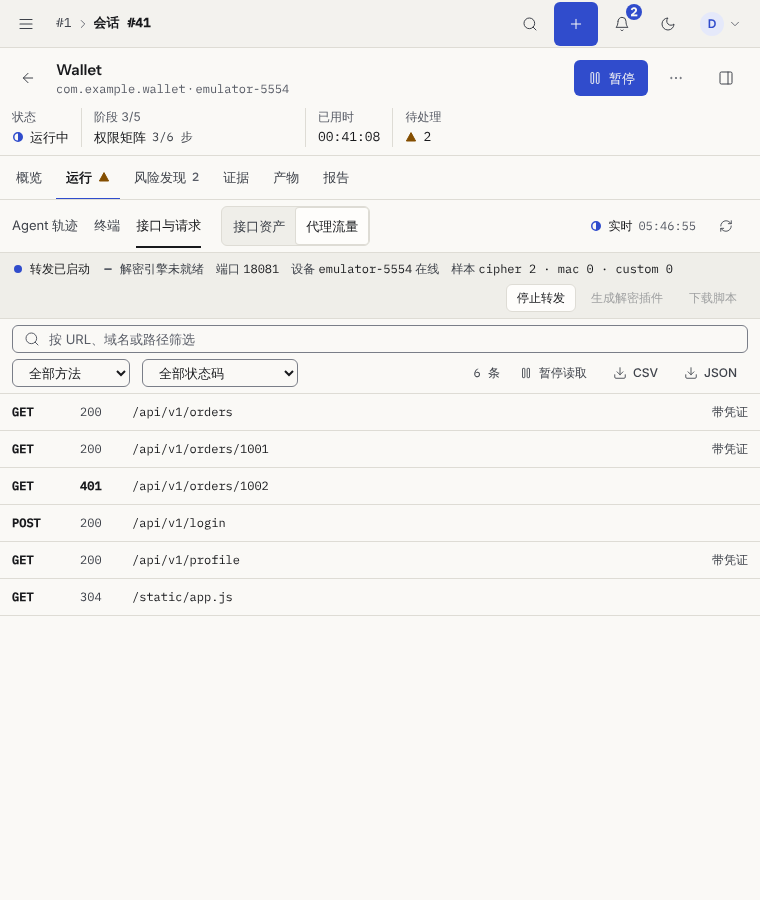 #1 会话 #41 2 D
Wallet
com.example.wallet · emulator-5554
暂停
状态 阶段 3/5 已用时 待处理
运行中 权限矩阵 3/6 步 00:41:08 2
概览 运行 风险发现 2 证据 产物 报告
Agent 轨迹 终端 接口与请求 接口资产 代理流量 实时 05:46:55
转发已启动 — 解密引擎未就绪 端口 18081 设备 emulator-5554 在线 样本 cipher 2 · mac 0 · custom 0
停止转发 生成解密插件 下载脚本
按 URL、域名或路径筛选
全部方法 全部状态码 6 条 暂停读取 CSV JSON
GET 200 /api/v1/orders 带凭证
GET 200 /api/v1/orders/1001 带凭证
GET 401 /api/v1/orders/1002
POST 200 /api/v1/login
GET 200 /api/v1/profile 带凭证
GET 304 /static/app.js